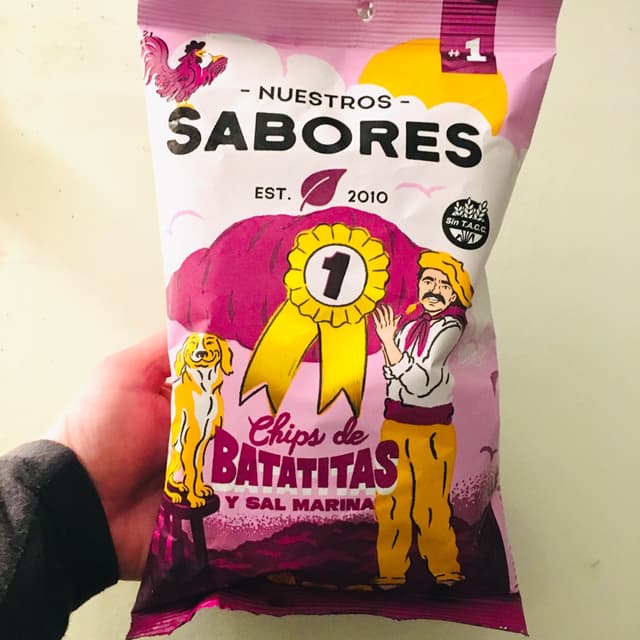 #1
- NUESTROS -
SABORES
EST. 2010
Sin T.A.C.C.
1
Chips de
BATATITAS
Y SAL MARINA